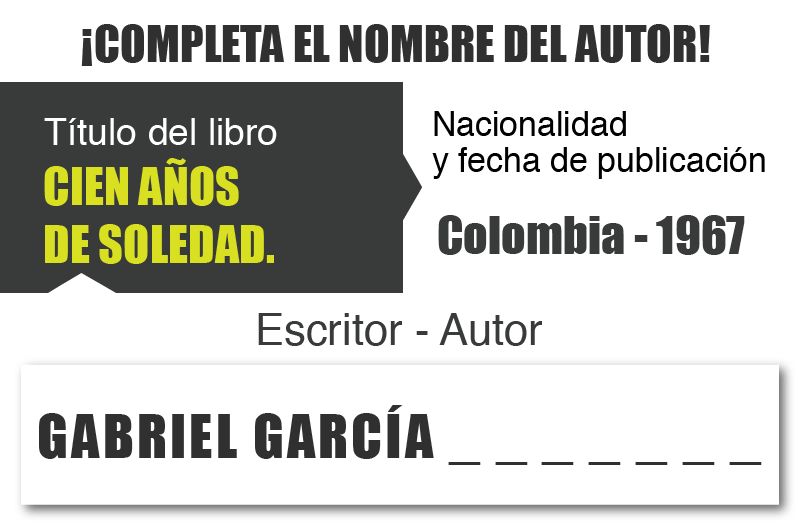 ¡COMPLETA EL NOMBRE DEL AUTOR!
Título del libro
CIEN AÑOS
DE SOLEDAD.
Nacionalidad
y fecha de publicación
Colombia - 1967
Escritor - Autor
GABRIEL GARCÍA _ _ _ _ _ _ _